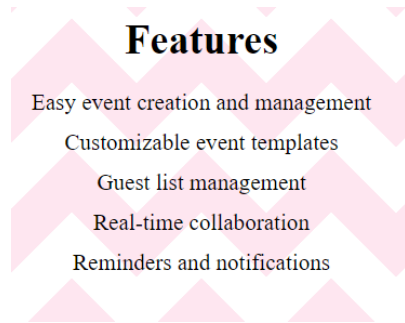 Features
Easy event creation and management
Customizable event templates
Guest list management
Real-time collaboration
Reminders and notifications